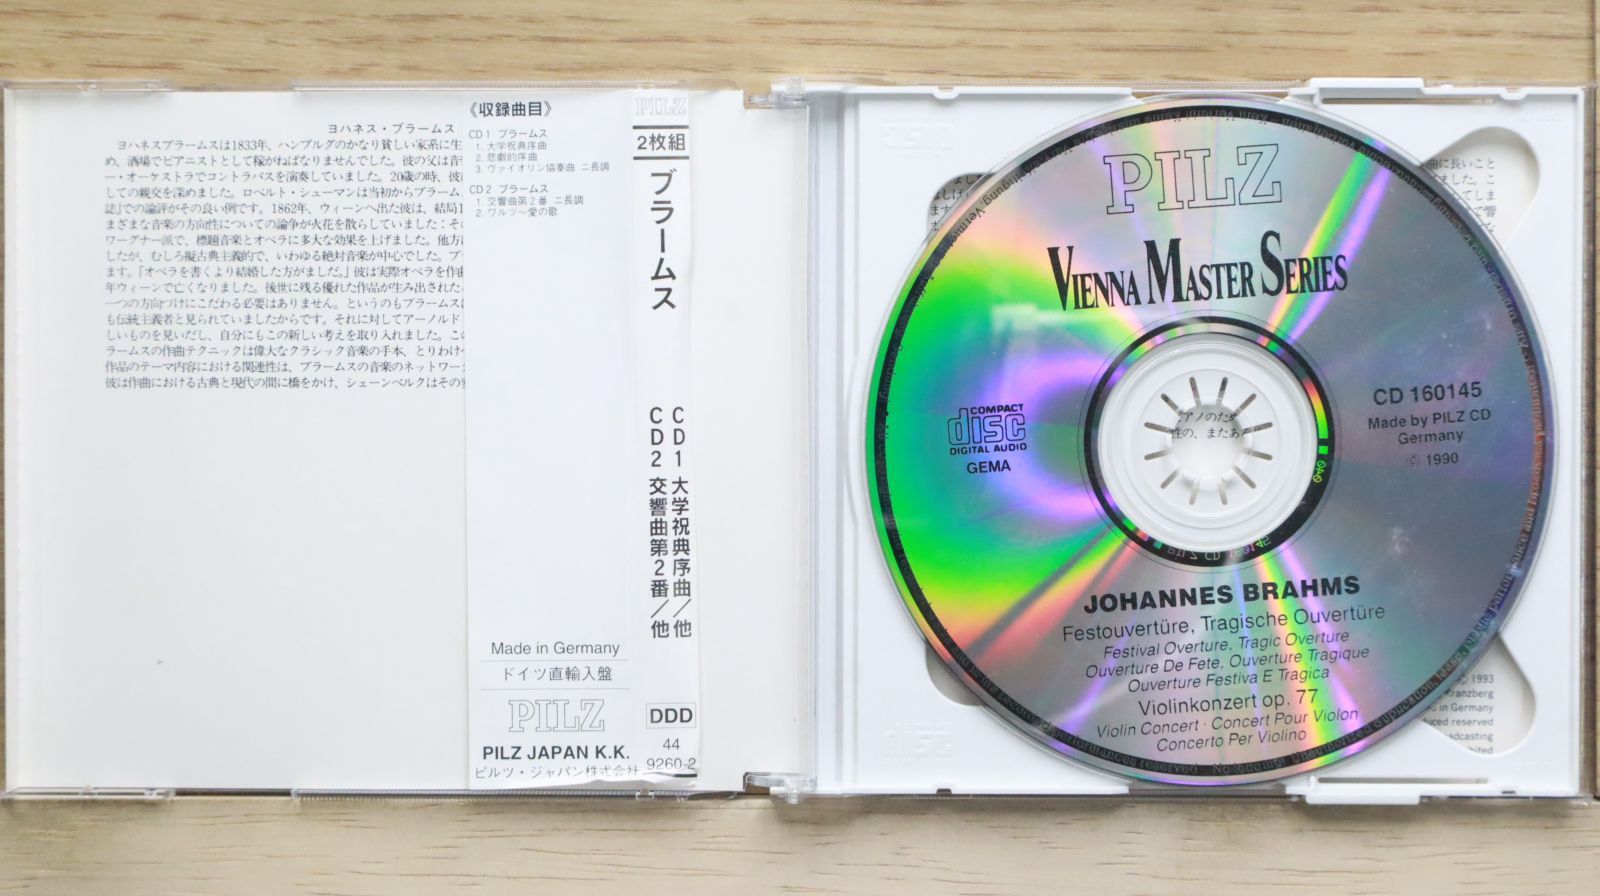 ヨハネス・ブラームス
ヨハネスブラームスは1833年、ハンブルグのかなり貧しい家系に生
め、酒場でピアニストとして稼がねばなりませんでした。彼の父は音
ー・オーケストラでコントラバスを演奏していました。20歳の時、彼は
しての親交を深めました。ロベルト・シューマンは当初からブラーム
誌」での論評がその良い例です。1862年、ウィーンへ出た彼は、結局1
まざまな音楽の方向性についての論争が火花を散らしていました:その
ワーグナー派で、標題音楽とオペラに多大な効果を上げました。他方に
したが、むしろ擬古典主義的で、いわゆる絶対音楽が中心でした。ブ
ます。「オペラを書くより結婚した方がました。」彼は実際オペラを作曲
年ウィーンで亡くなりました。後世に残る優れた作品が生み出された
一つの方向づけにこだわる必要はありません。というのもブラームスは
も伝統主義者と見られていましたからです。それに対してアーノルド
しいものを見いだし、自分にもこの新しい考えを取り入れました。この
ラームスの作曲テクニックは偉大なクラシック音楽の手本、とりわけ
作品のテーマ内容における関連性は、ブラームスの音楽のネットワーク
彼は作曲における古典と現代の間に橋をかけ、シェーンベルクはその
《収録曲目》
CD 1 ブラームス
1. 大学祝典序曲
2. 悲劇的序曲
3. ヴァイオリン協奏曲 ニ長調
CD 2 ブラームス
1. 交響曲第2番 ニ長調
2. ワルツ〜愛の歌
Made in Germany
ドイツ直輸入盤
PILZ
PILZ JAPAN K.K.
ピルツ・ジャパン株式会社
PILZ
2枚組
ブラームス
CD1 大学祝典序曲/他
CD2 交響曲第2番/他
DDD
44
9260-2
PILZ
VIENNA MASTER SERIES
COMPACT
disc
DIGITAL AUDIO
GEMA
CD 160145
Made by PILZ CD
Germany
© 1990
PILZ CD 160145
JOHANNES BRAHMS
Festouvertüre, Tragische Ouvertüre
Festival Overture, Tragic Overture
Ouverture De Fete, Ouverture Tragique
Ouverture Festiva E Tragica
Violinkonzert op. 77
Violin Concert · Concert Pour Violon
Concerto Per Violino
© 1993
Kranzberg
in Germany
reserved